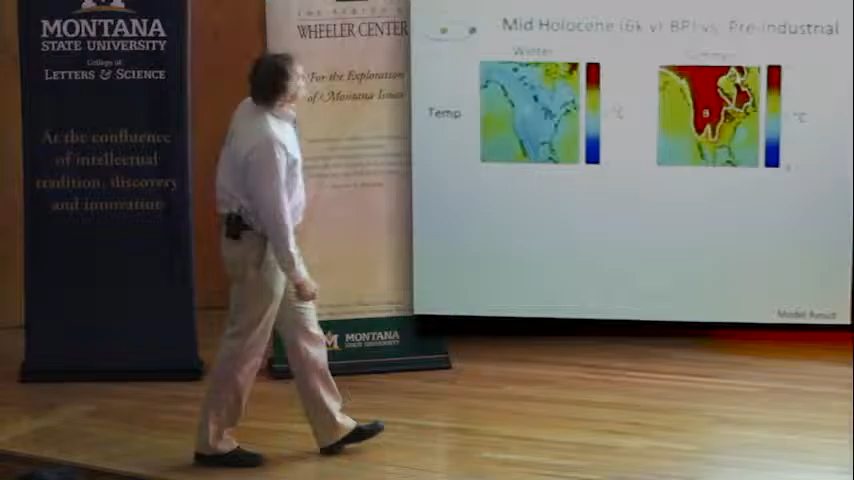 MONTANA
STATE UNIVERSITY
College of
LETTERS & SCIENCE
At the confluence
of intellectual
tradition, discovery
and innovation
WHEELER CENTER
For the Exploration
of Montana Issues
MONTANA
STATE UNIVERSITY
Mid Holocene (6k yr BP) vs. Pre-industrial
Winter
Summer
Temp
°C
°C
Model Result